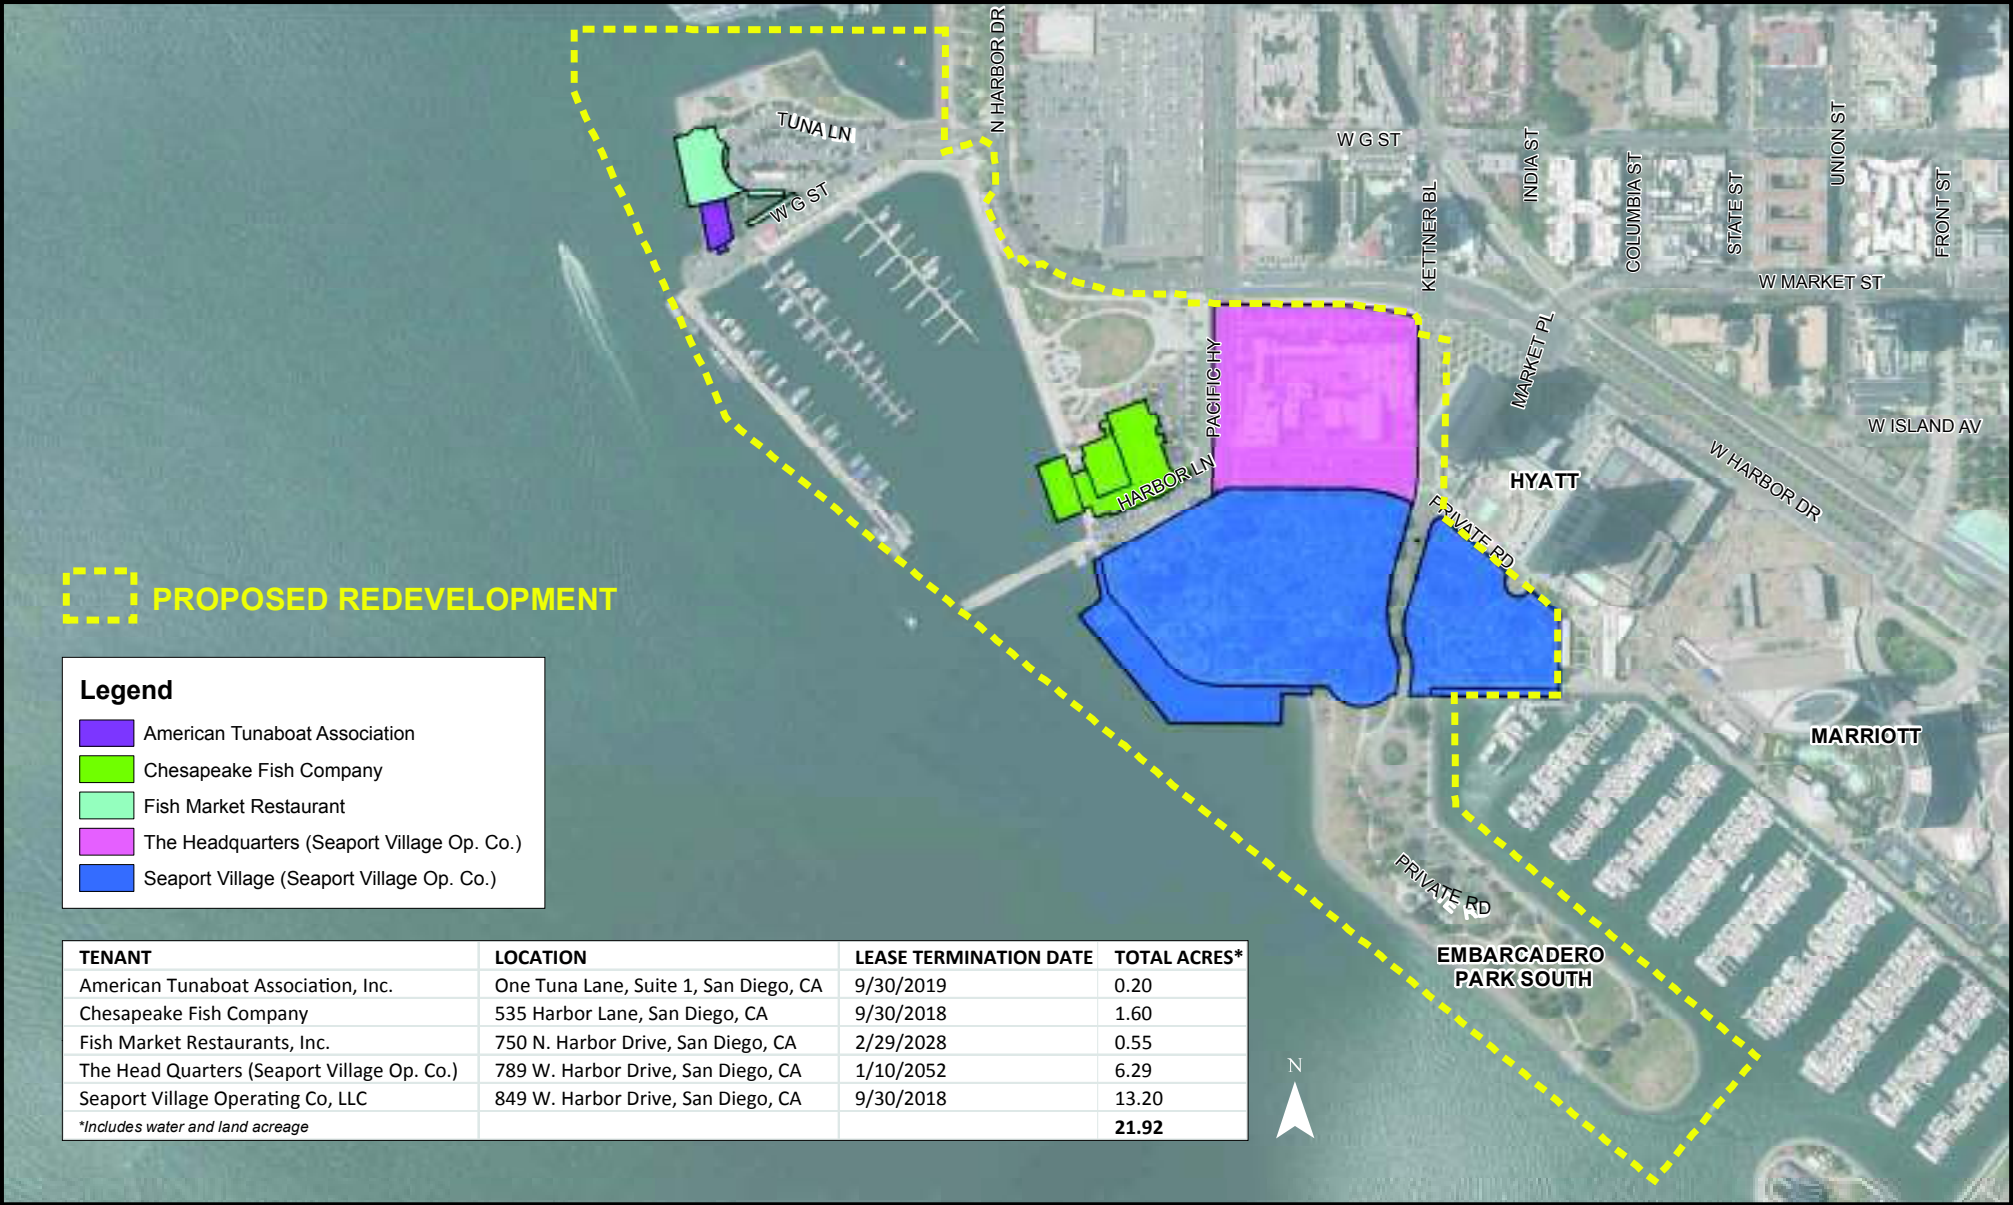 N HARBOR DR
TUNA LN
W G ST
W G ST
KETTNER BL
INDIA ST
COLUMBIA ST
STATE ST
UNION ST
FRONT ST
W MARKET ST
PACIFIC HY
MARKET PL
W ISLAND AV
W HARBOR DR
HARBOR LN
HYATT
PRIVATE RD
MARRIOTT
PRIVATE RD
EMBARCADERO
PARK SOUTH
PROPOSED REDEVELOPMENT
Legend
American Tunaboat Association
Chesapeake Fish Company
Fish Market Restaurant
The Headquarters (Seaport Village Op. Co.)
Seaport Village (Seaport Village Op. Co.)
TENANT LOCATION LEASE TERMINATION DATE TOTAL ACRES*
American Tunaboat Association, Inc. One Tuna Lane, Suite 1, San Diego, CA 9/30/2019 0.20
Chesapeake Fish Company 535 Harbor Lane, San Diego, CA 9/30/2018 1.60
Fish Market Restaurants, Inc. 750 N. Harbor Drive, San Diego, CA 2/29/2028 0.55
The Head Quarters (Seaport Village Op. Co.) 789 W. Harbor Drive, San Diego, CA 1/10/2052 6.29
Seaport Village Operating Co, LLC 849 W. Harbor Drive, San Diego, CA 9/30/2018 13.20
*Includes water and land acreage 21.92
N